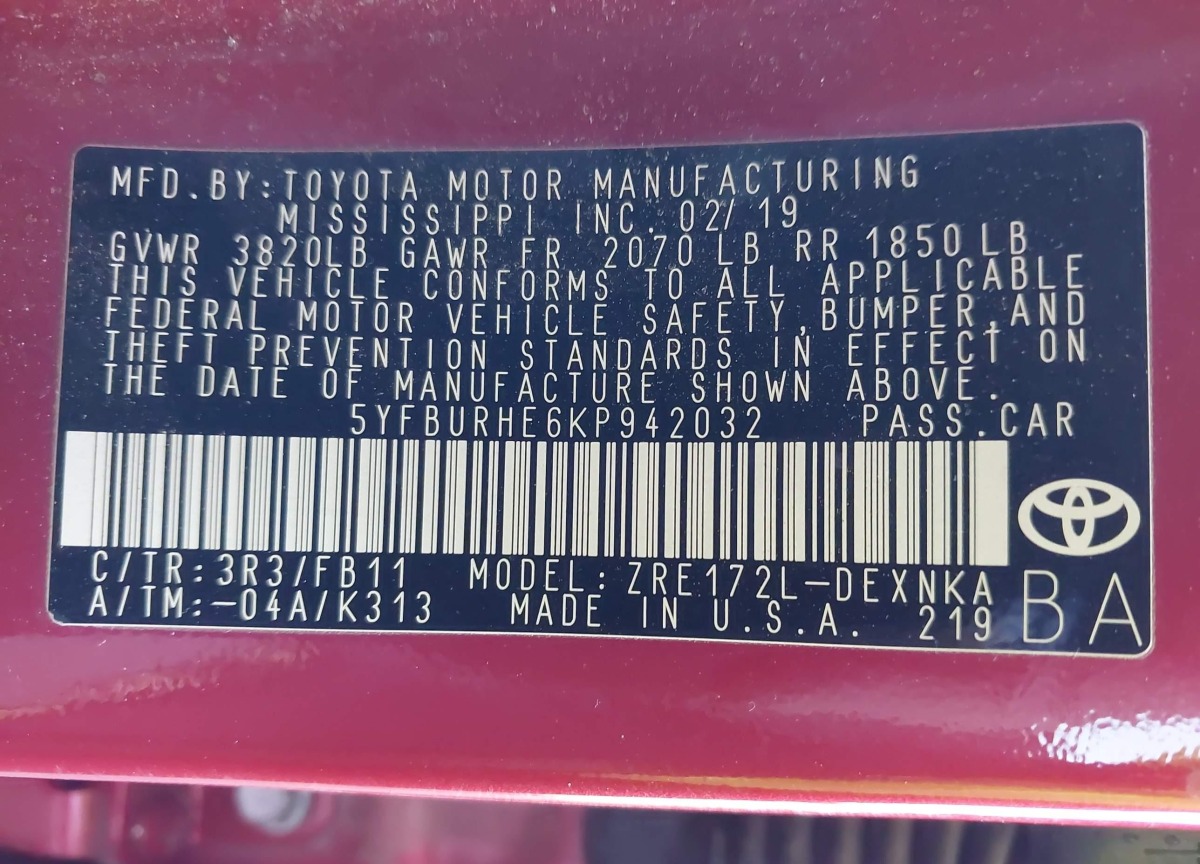 MFD.BY:TOYOTA MOTOR MANUFACTURING
MISSISSIPPI INC. 02/19
GVWR 3820LB GAWR FR 2070 LB RR 1850 LB
THIS VEHICLE CONFORMS TO ALL APPLICABLE
FEDERAL MOTOR VEHICLE SAFETY,BUMPER,AND
THEFT PREVENTION STANDARDS IN EFFECT ON
THE DATE OF MANUFACTURE SHOWN ABOVE.
5YFBURHE6KP942032 PASS.CAR
C/TR:3R3/FB11 MODEL:ZRE172L-DEXNKA
A/TM:-04A/K313 MADE IN U.S.A. 219 BA